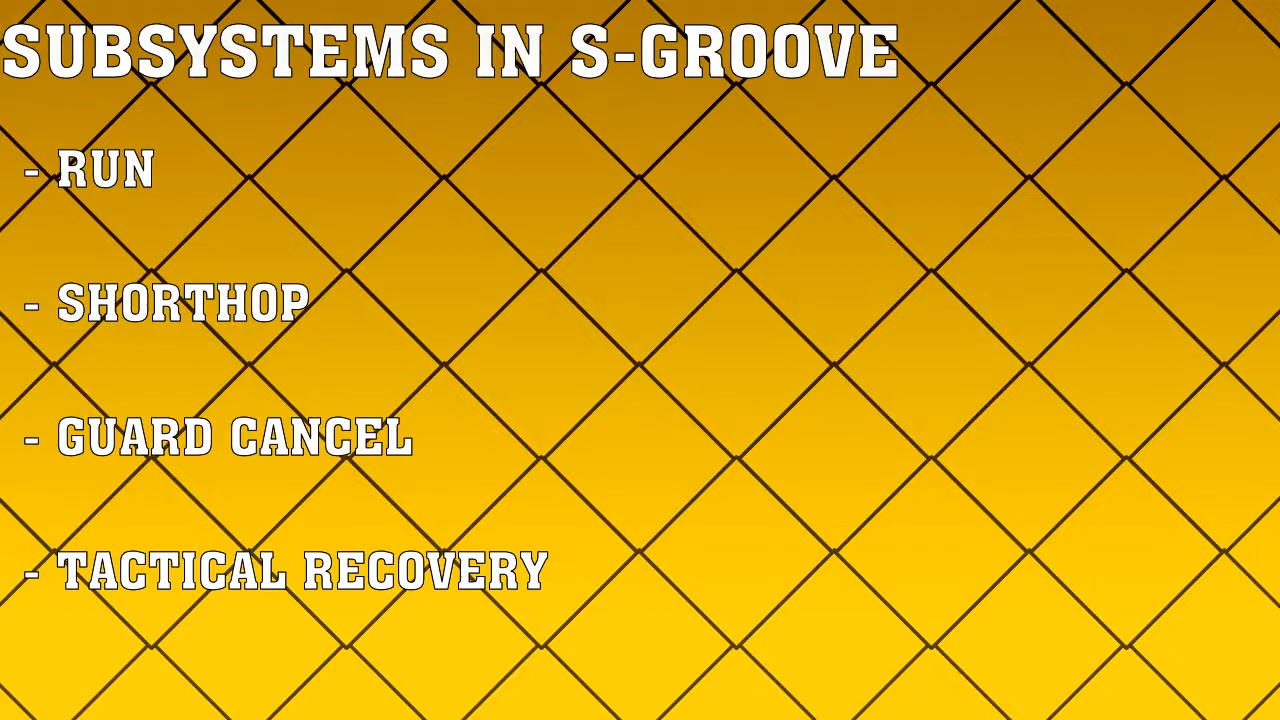 SUBSYSTEMS IN S-GROOVE
- RUN
- SHORTHOP
- GUARD CANCEL
- TACTICAL RECOVERY